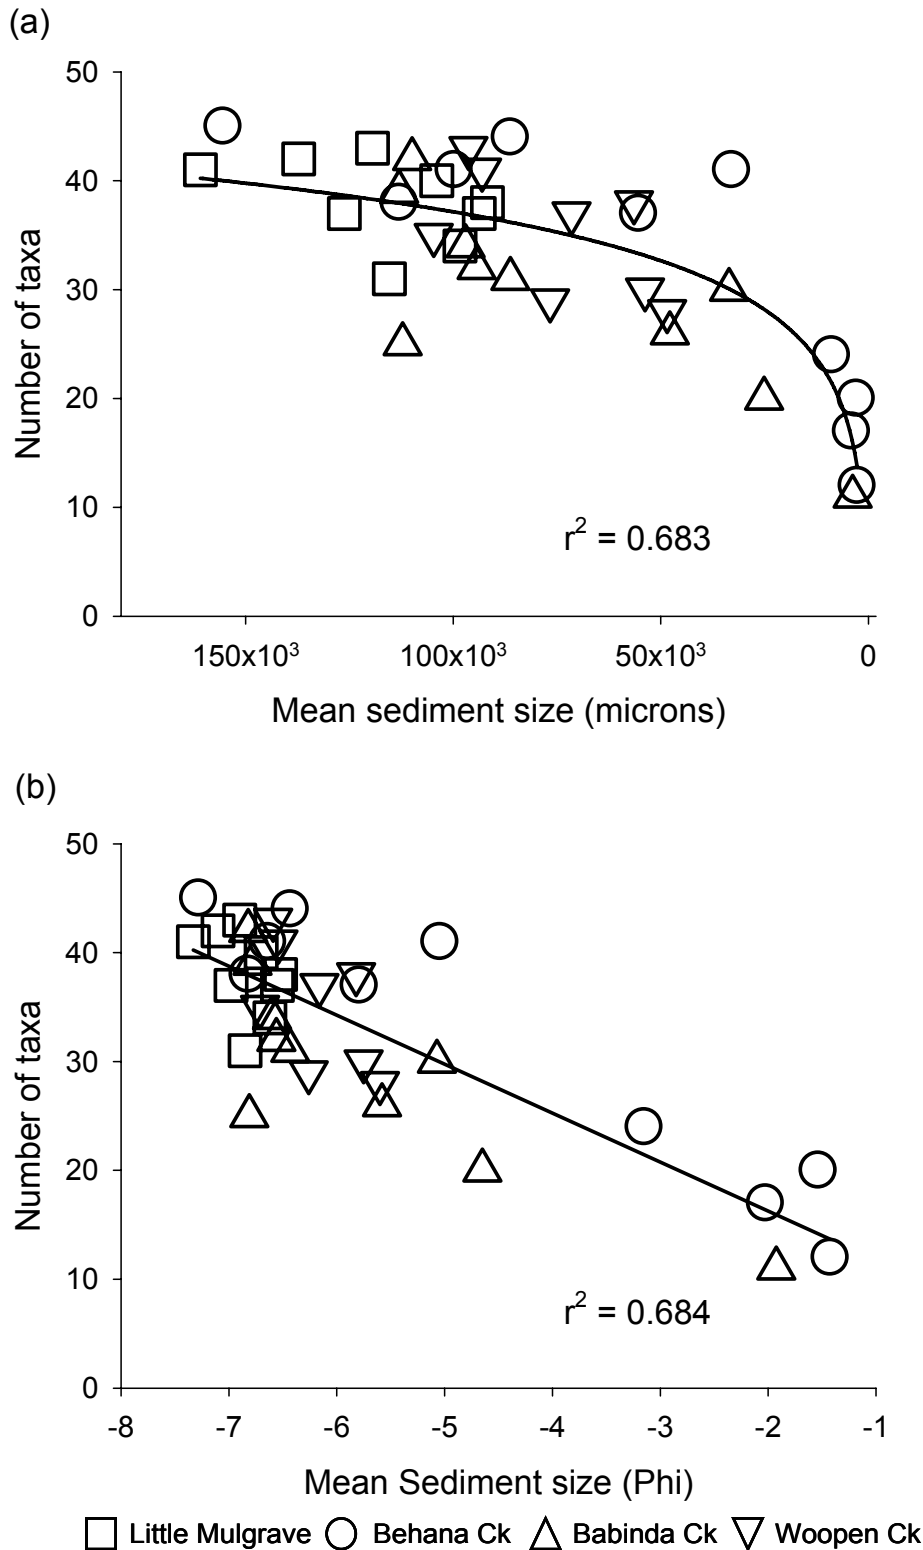 (a)
50
40
30
20
10
0
Number of taxa
r² = 0.683
150x10³ 100x10³ 50x10³ 0
Mean sediment size (microns)
(b)
50
40
30
20
10
0
Number of taxa
r² = 0.684
-8 -7 -6 -5 -4 -3 -2 -1
Mean Sediment size (Phi)
Little Mulgrave Behana Ck Babinda Ck Woopen Ck